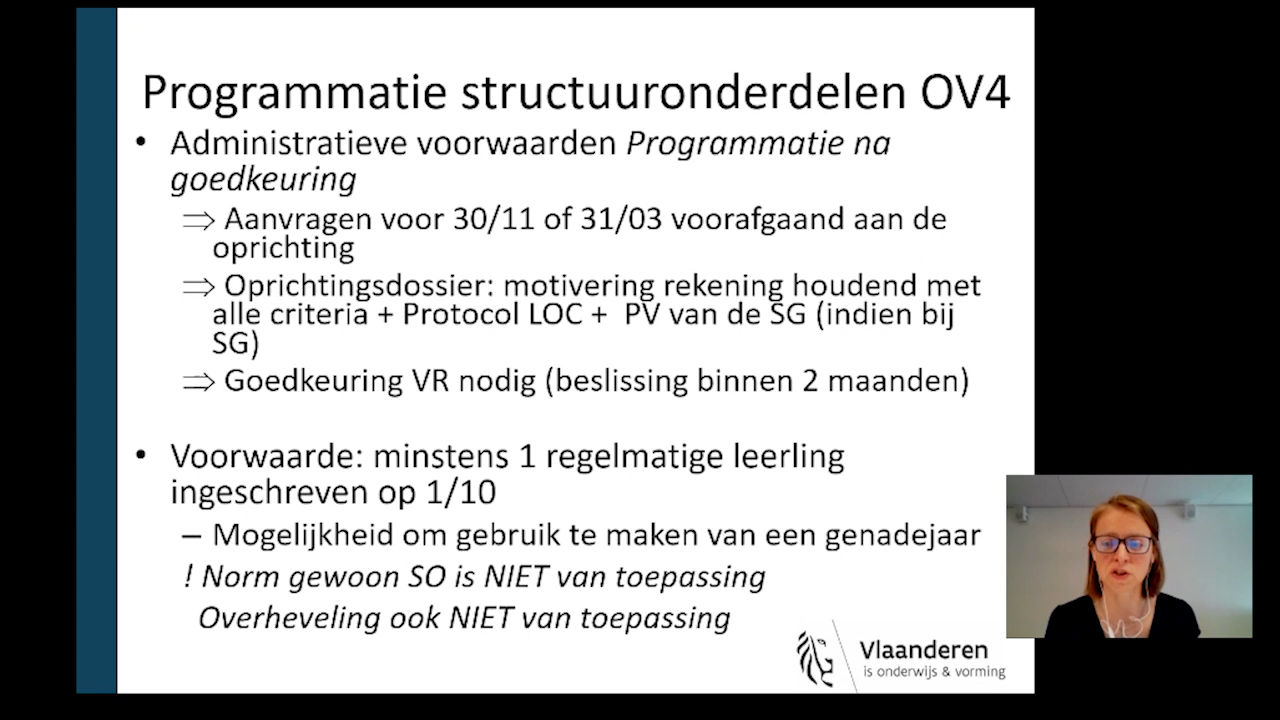 Programmatie structuuronderdelen OV4
• Administratieve voorwaarden Programmatie na
goedkeuring
⇒ Aanvragen voor 30/11 of 31/03 voorafgaand aan de
oprichting
⇒ Oprichtingsdossier: motivering rekening houdend met
alle criteria + Protocol LOC + PV van de SG (indien bij
SG)
⇒ Goedkeuring VR nodig (beslissing binnen 2 maanden)
• Voorwaarde: minstens 1 regelmatige leerling
ingeschreven op 1/10
– Mogelijkheid om gebruik te maken van een genadejaar
! Norm gewoon SO is NIET van toepassing
Overheveling ook NIET van toepassing
Vlaanderen
is onderwijs & vorming